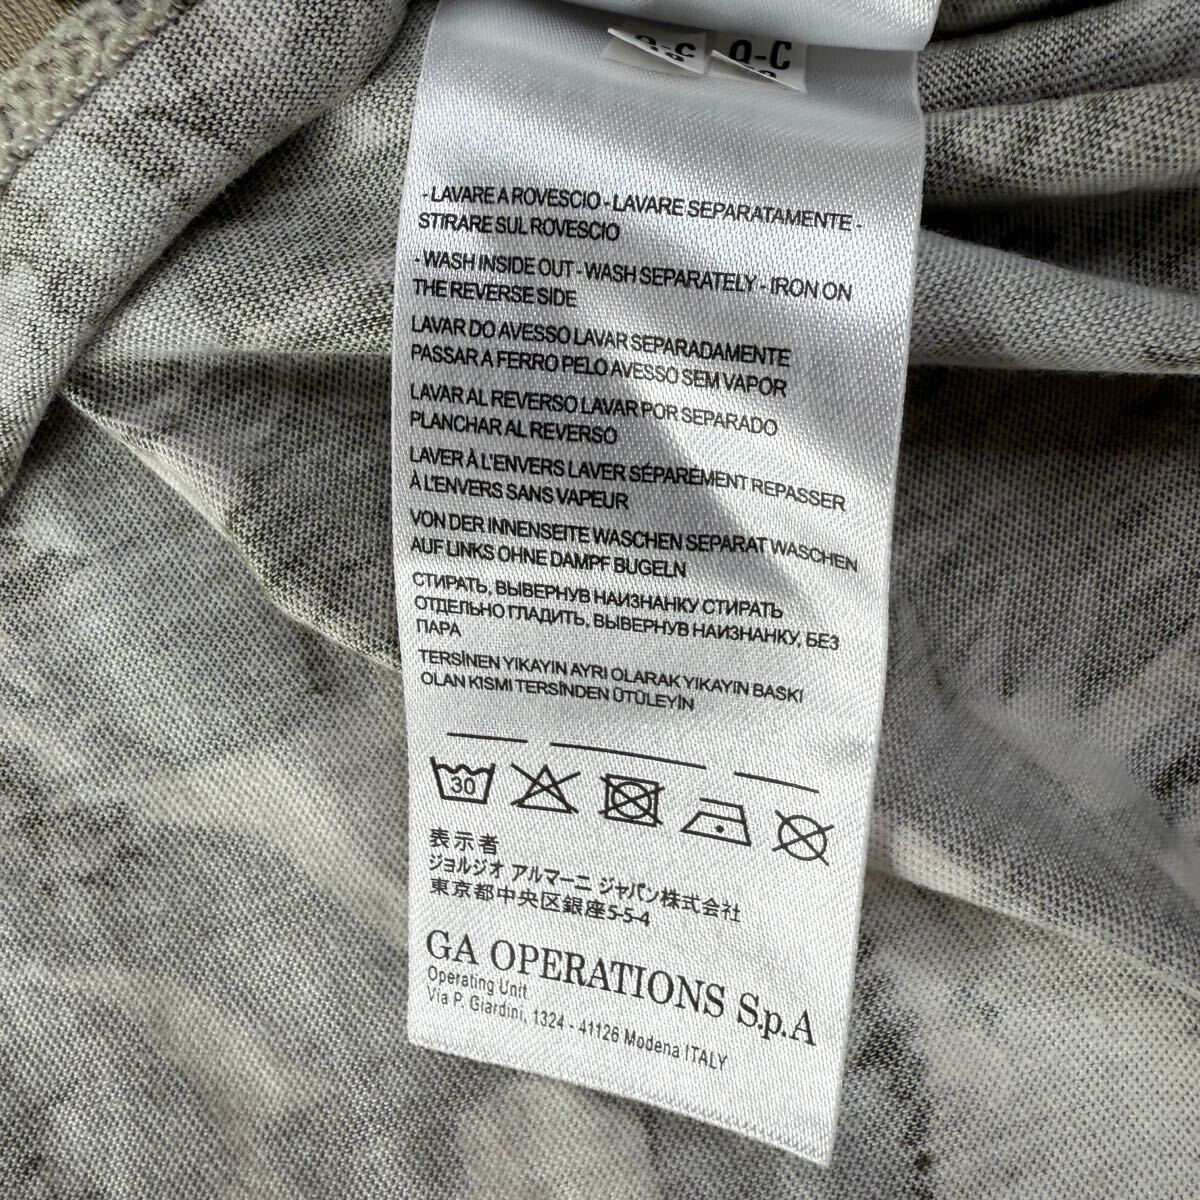 Q-C
- LAVARE A ROVESCIO - LAVARE SEPARATAMENTE -
STIRARE SUL ROVESCIO
- WASH INSIDE OUT - WASH SEPARATELY - IRON ON
THE REVERSE SIDE
LAVAR DO AVESSO LAVAR SEPARADAMENTE
PASSAR A FERRO PELO AVESSO SEM VAPOR
LAVAR AL REVERSO LAVAR POR SEPARADO
PLANCHAR AL REVERSO
LAVER À L'ENVERS LAVER SÉPARÉMENT REPASSER
À L'ENVERS SANS VAPEUR
VON DER INNENSEITE WASCHEN SEPARAT WASCHEN
AUF LINKS OHNE DAMPF BUGELN
СТИРАТЬ, ВЫВЕРНУВ НАИЗНАНКУ СТИРАТЬ
ОТДЕЛЬНО ГЛАДИТЬ, ВЫВЕРНУВ НАИЗНАНКУ, БЕЗ
ПАРА
TERSİNEN YIKAYIN AYRI OLARAK YIKAYIN BASKI
OLAN KISMI TERSİNDEN ÜTÜLEYİN
30
表示者
ジョルジオ アルマーニ ジャパン株式会社
東京都中央区銀座5-5-4
GA OPERATIONS S.p.A
Operating Unit
Via P. Giardini, 1324 - 41126 Modena ITALY